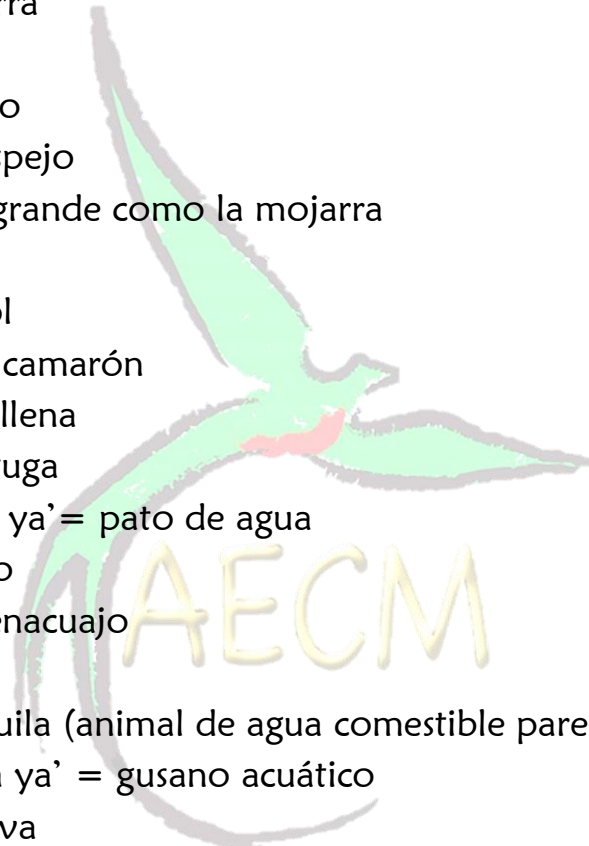 rra
o
pejo
grande como la mojarra
ol
camarón
llena
uga
ya’= pato de agua
o
enacuajo
uila (animal de agua comestible pare
ya’ = gusano acuático
va
AECM